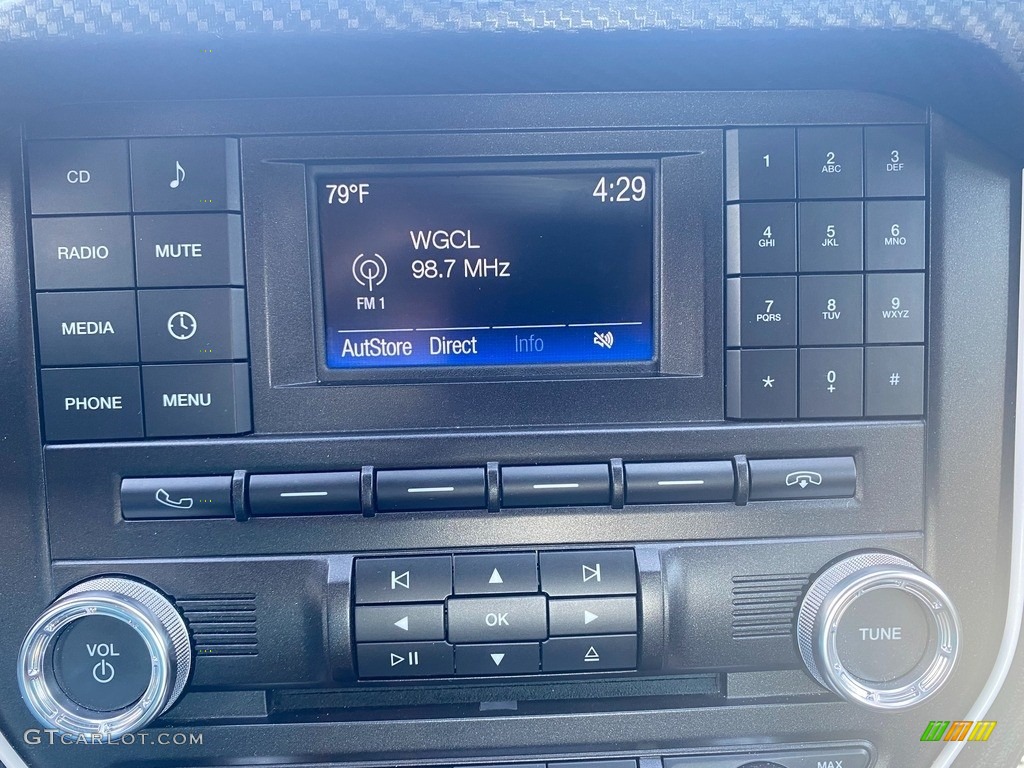 CD
RADIO MUTE
MEDIA
PHONE MENU
79°F 4:29
WGCL
98.7 MHz
FM 1
AutStore Direct Info
1 2 ABC 3 DEF
4 GHI 5 JKL 6 MNO
7 PQRS 8 TUV 9 WXYZ
* 0 + #
OK
VOL
TUNE
GTCARLOT.COM
MAX